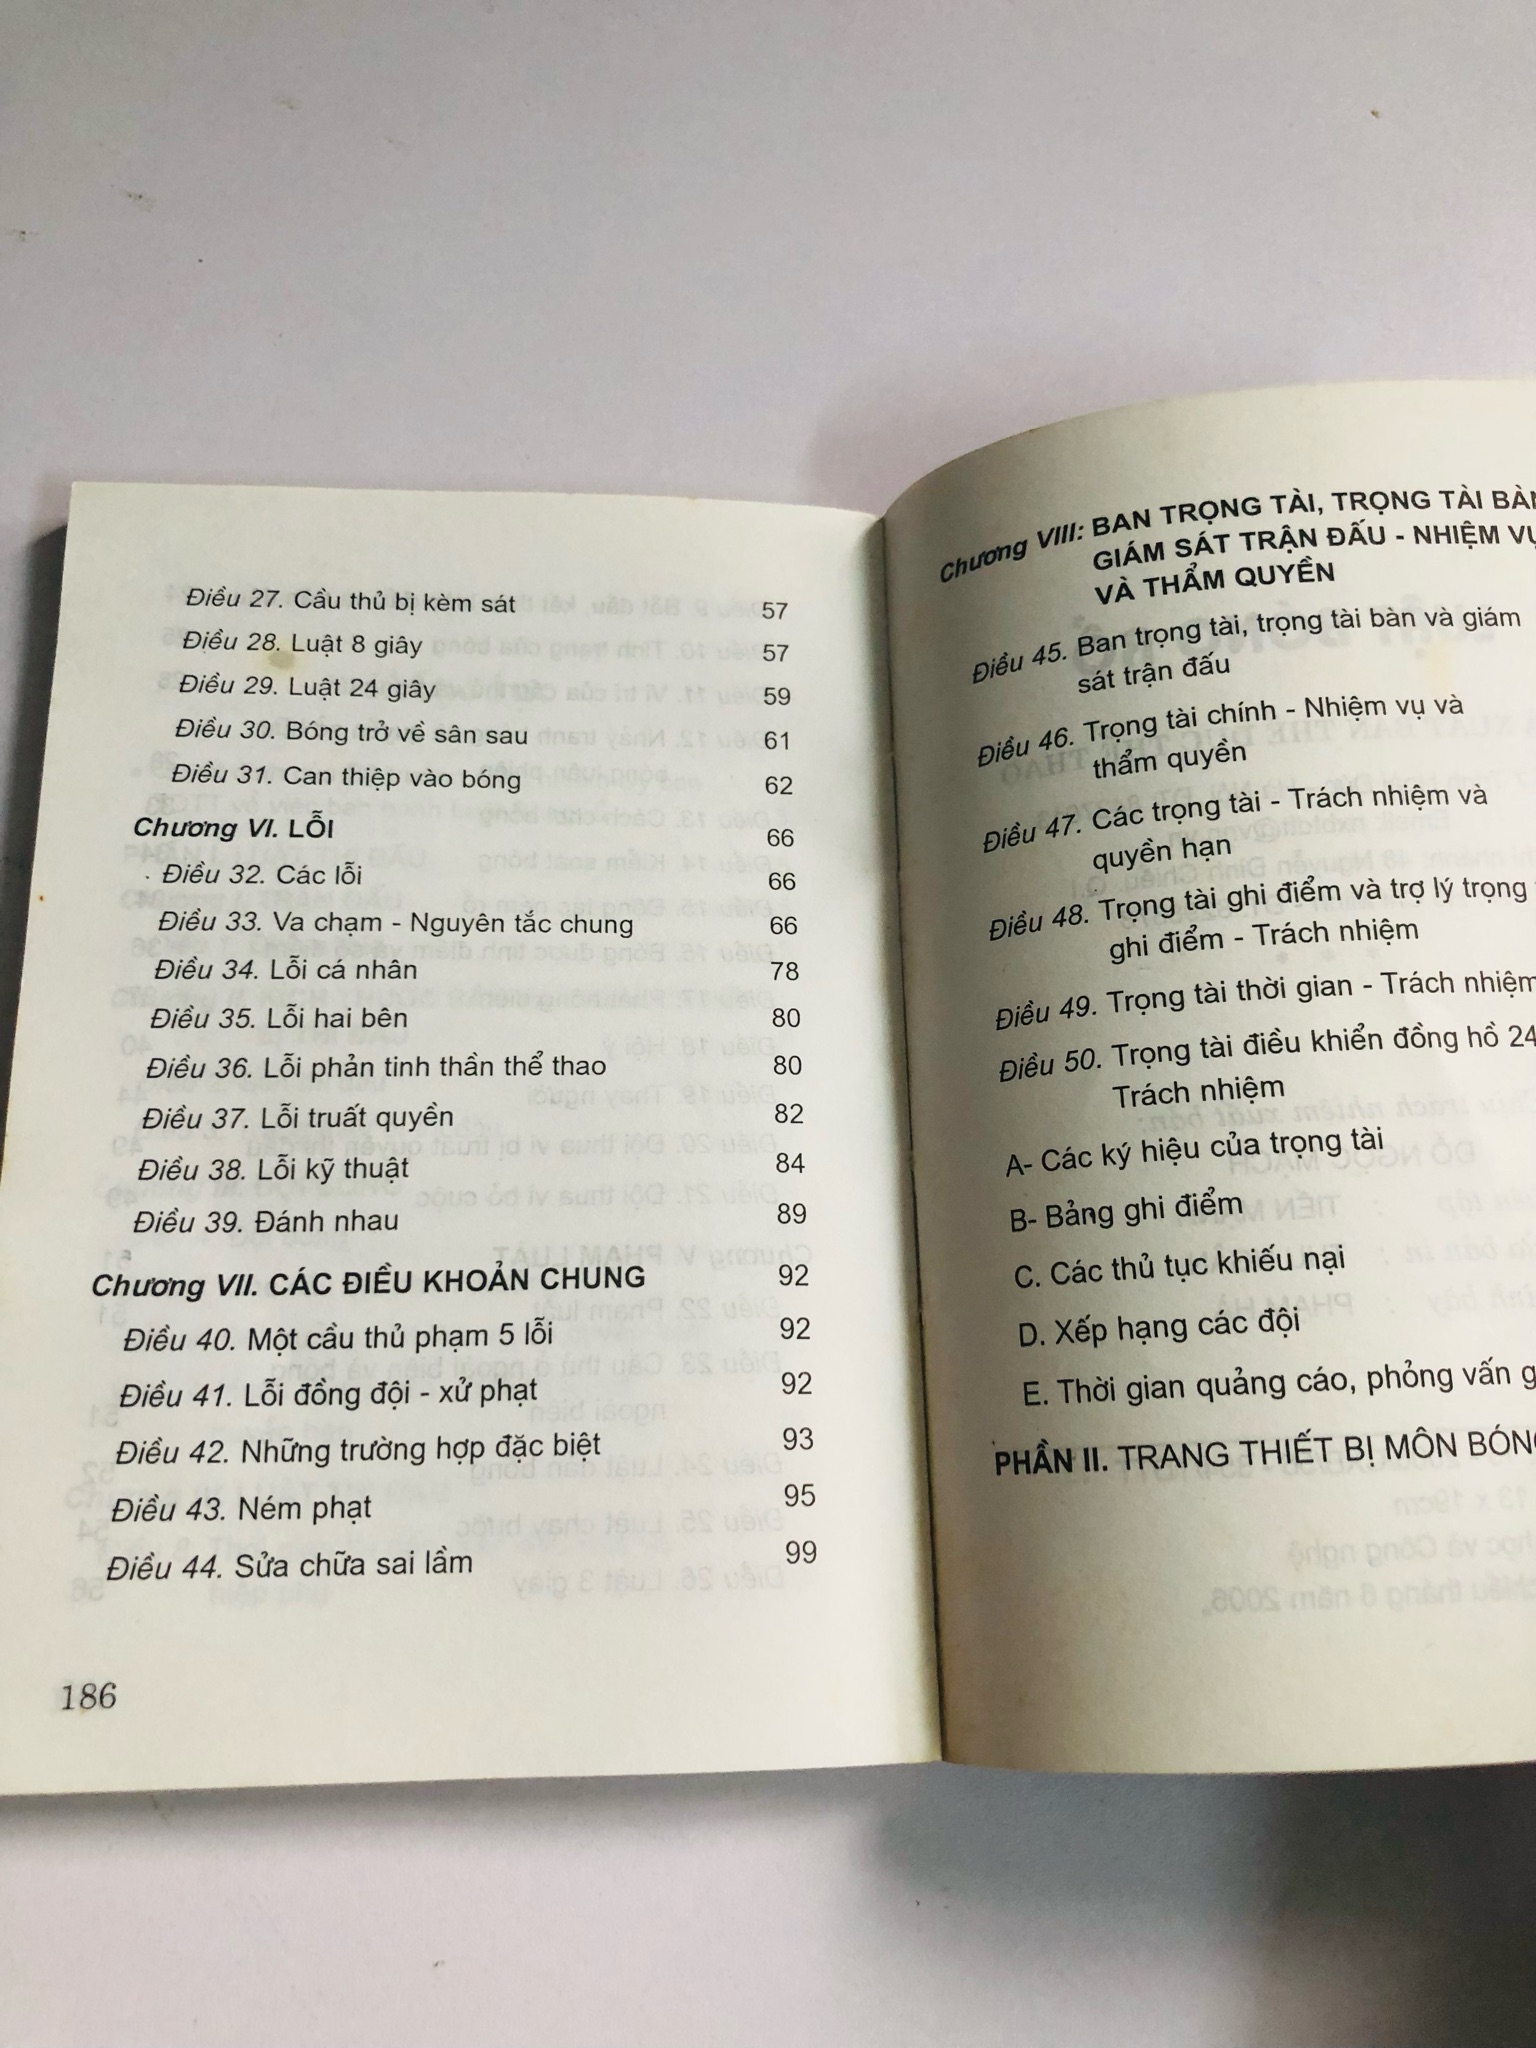 Điều 27. Cầu thủ bị kèm sát 57
Điều 28. Luật 8 giây 57
Điều 29. Luật 24 giây 59
Điều 30. Bóng trở về sân sau 61
Điều 31. Can thiệp vào bóng 62
Chương VI. LỖI 66
Điều 32. Các lỗi 66
Điều 33. Va chạm - Nguyên tắc chung 66
Điều 34. Lỗi cá nhân 78
Điều 35. Lỗi hai bên 80
Điều 36. Lỗi phản tinh thần thể thao 80
Điều 37. Lỗi truất quyền 82
Điều 38. Lỗi kỹ thuật 84
Điều 39. Đánh nhau 89
Chương VII. CÁC ĐIỀU KHOẢN CHUNG 92
Điều 40. Một cầu thủ phạm 5 lỗi 92
Điều 41. Lỗi đồng đội - xử phạt 92
Điều 42. Những trường hợp đặc biệt 93
Điều 43. Ném phạt 95
Điều 44. Sửa chữa sai lầm 99
186
Chương VIII: BAN TRỌNG TÀI, TRỌNG TÀI BÀN
GIÁM SÁT TRẬN ĐẤU - NHIỆM VỤ
VÀ THẨM QUYỀN
Điều 45. Ban trọng tài, trọng tài bàn và giám
sát trận đấu
Điều 46. Trọng tài chính - Nhiệm vụ và
thẩm quyền
Điều 47. Các trọng tài - Trách nhiệm và
quyền hạn
Điều 48. Trọng tài ghi điểm và trợ lý trọng
ghi điểm - Trách nhiệm
Điều 49. Trọng tài thời gian - Trách nhiệm
Điều 50. Trọng tài điều khiển đồng hồ 24
Trách nhiệm
A- Các ký hiệu của trọng tài
B- Bảng ghi điểm
C. Các thủ tục khiếu nại
D. Xếp hạng các đội
E. Thời gian quảng cáo, phỏng vấn
PHẦN II. TRANG THIẾT BỊ MÔN BÓNG